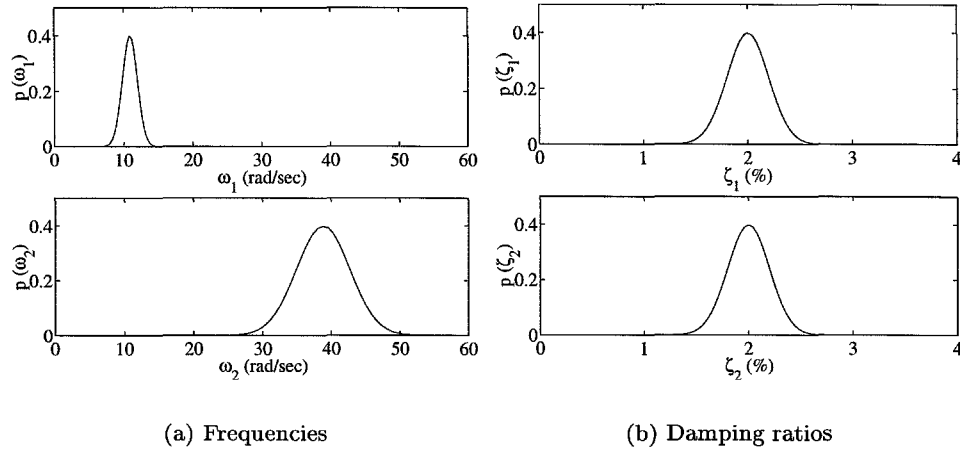 p (ω₁)
0.4
0.2
0
0 10 20 30 40 50 60
ω₁ (rad/sec)
p (ω₂)
0.4
0.2
0
0 10 20 30 40 50 60
ω₂ (rad/sec)
(a) Frequencies
p (ζ₁)
0.4
0.2
0
0 1 2 3 4
ζ₁ (%)
p (ζ₂)
0.4
0.2
0
0 1 2 3 4
ζ₂ (%)
(b) Damping ratios